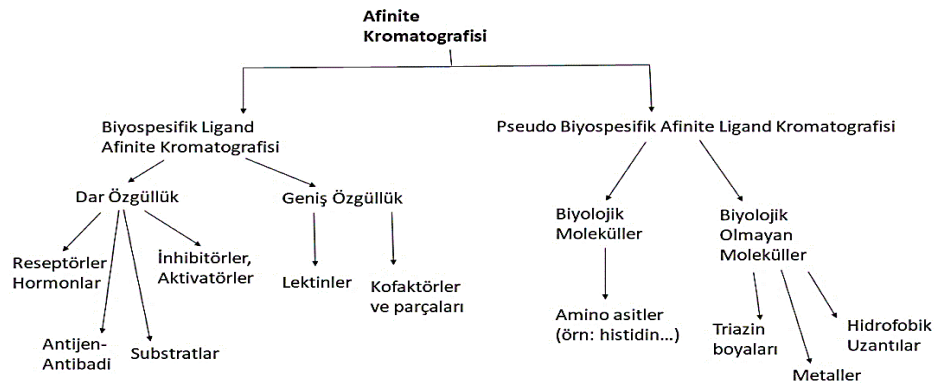 Afinite
Kromatografisi
Biyospesifik Ligand
Afinite Kromatografisi
Pseudo Biyospesifik Afinite Ligand Kromatografisi
Dar Özgüllük
Geniş Özgüllük
Biyolojik
Moleküller
Biyolojik
Olmayan
Moleküller
Reseptörler
Hormonlar
İnhibitörler,
Aktivatörler
Lektinler
Kofaktörler
ve parçaları
Amino asitler
(örn: histidin...)
Triazin
boyaları
Hidrofobik
Uzantılar
Antijen-
Antibadi
Substratlar
Metaller